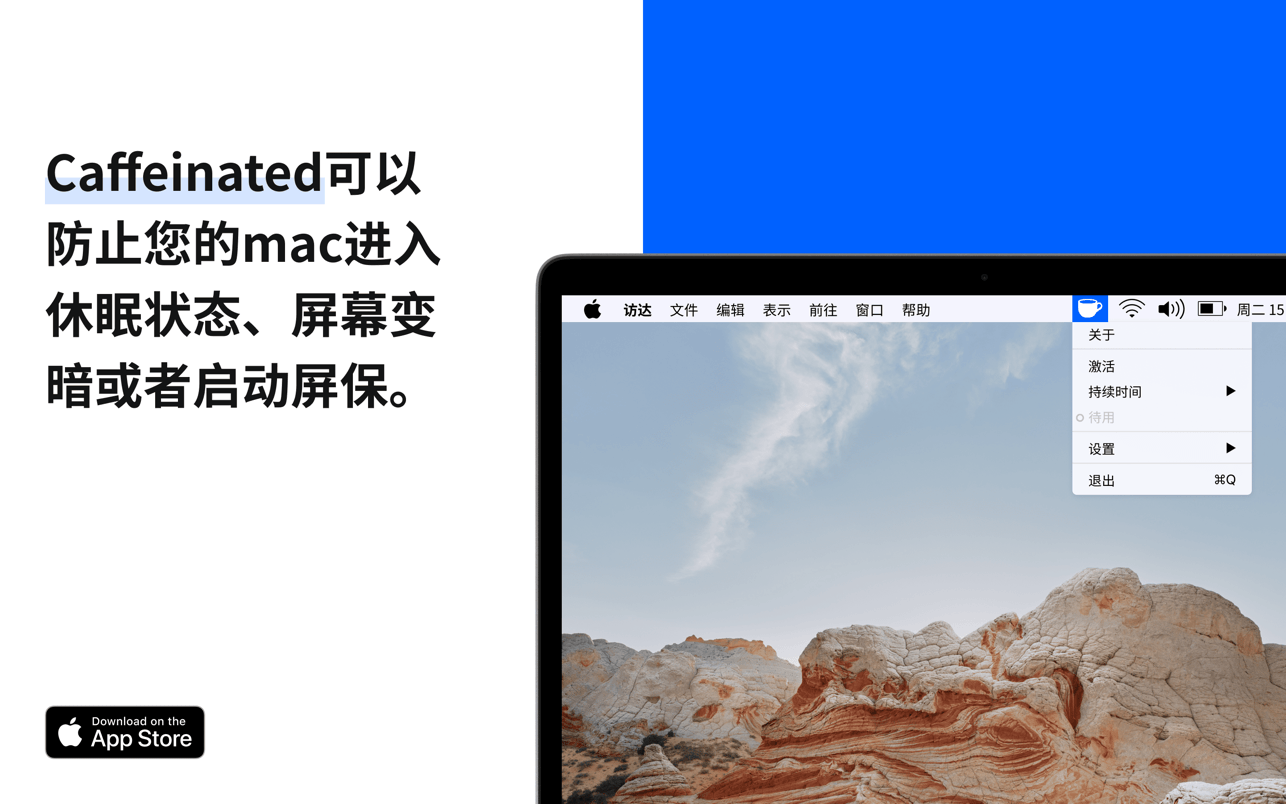 Caffeinated可以
防止您的mac进入
休眠状态、屏幕变
暗或者启动屏保。
访达 文件 编辑 表示 前往 窗口 帮助 周二 15
关于
激活
持续时间
待用
设置
退出 ⌘Q
Download on the
App Store